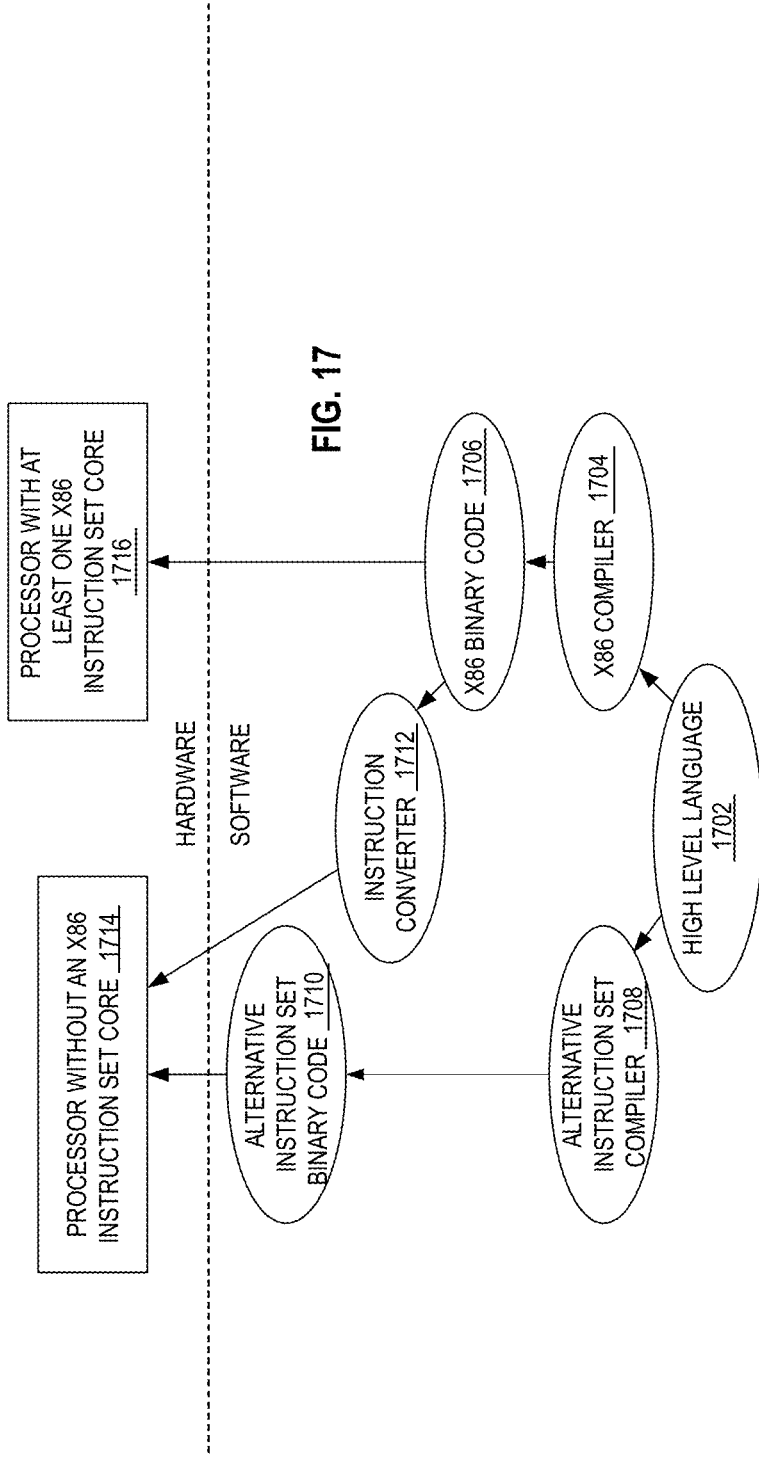 PROCESSOR WITHOUT AN X86
INSTRUCTION SET CORE 1714
PROCESSOR WITH AT
LEAST ONE X86
INSTRUCTION SET CORE
1716
HARDWARE
SOFTWARE
ALTERNATIVE
INSTRUCTION SET
BINARY CODE 1710
INSTRUCTION
CONVERTER 1712
X86 BINARY CODE 1706
ALTERNATIVE
INSTRUCTION SET
COMPILER 1708
X86 COMPILER 1704
HIGH LEVEL LANGUAGE
1702
FIG. 17